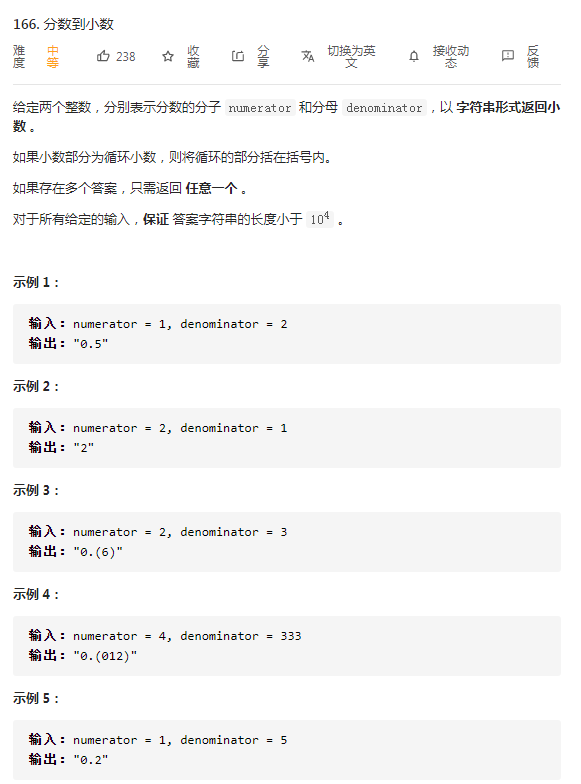 166. 分数到小数
难度 中等 238 收藏 分享 切换为英文 接收动态 反馈
给定两个整数，分别表示分数的分子 numerator 和分母 denominator，以 字符串形式返回小
数 。
如果小数部分为循环小数，则将循环的部分括在括号内。
如果存在多个答案，只需返回 任意一个 。
对于所有给定的输入，保证 答案字符串的长度小于 10⁴ 。
示例 1：
输入：numerator = 1, denominator = 2
输出："0.5"
示例 2：
输入：numerator = 2, denominator = 1
输出："2"
示例 3：
输入：numerator = 2, denominator = 3
输出："0.(6)"
示例 4：
输入：numerator = 4, denominator = 333
输出："0.(012)"
示例 5：
输入：numerator = 1, denominator = 5
输出："0.2"